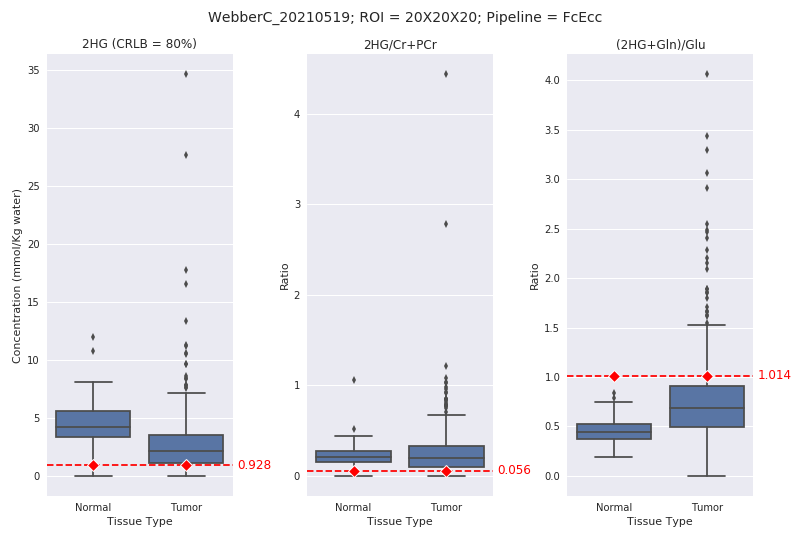 WebberC_20210519; ROI = 20X20X20; Pipeline = FcEcc
2HG (CRLB = 80%)
2HG/Cr+PCr
(2HG+Gln)/Glu
Concentration (mmol/Kg water)
35
30
25
20
15
10
5
0
0.928
Normal
Tumor
Tissue Type
Ratio
4
3
2
1
0
0.056
Normal
Tumor
Tissue Type
Ratio
4.0
3.5
3.0
2.5
2.0
1.5
1.0
0.5
0.0
1.014
Normal
Tumor
Tissue Type